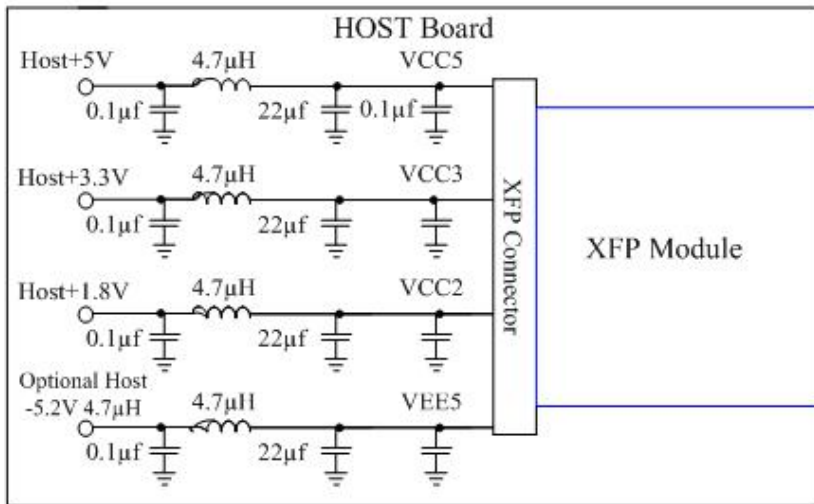 HOST Board
Host+5V 4.7µH VCC5
0.1µf 22µf 0.1µf
Host+3.3V 4.7µH VCC3
0.1µf 22µf
XFP Connector
XFP Module
Host+1.8V 4.7µH VCC2
0.1µf 22µf
Optional Host
-5.2V 4.7µH 4.7µH VEE5
0.1µf 22µf